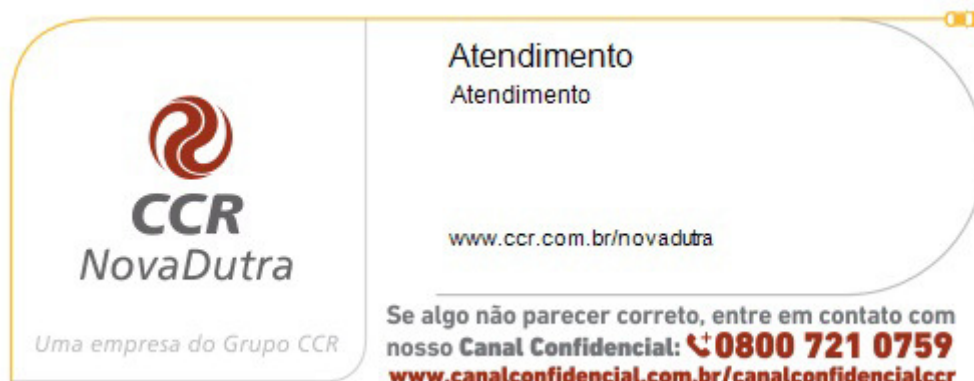 CCR
NovaDutra
Uma empresa do Grupo CCR
Atendimento
Atendimento
www.ccr.com.br/novadutra
Se algo não parecer correto, entre em contato com
nosso Canal Confidencial: 0800 721 0759
www.canalconfidencial.com.br/canalconfidencialccr